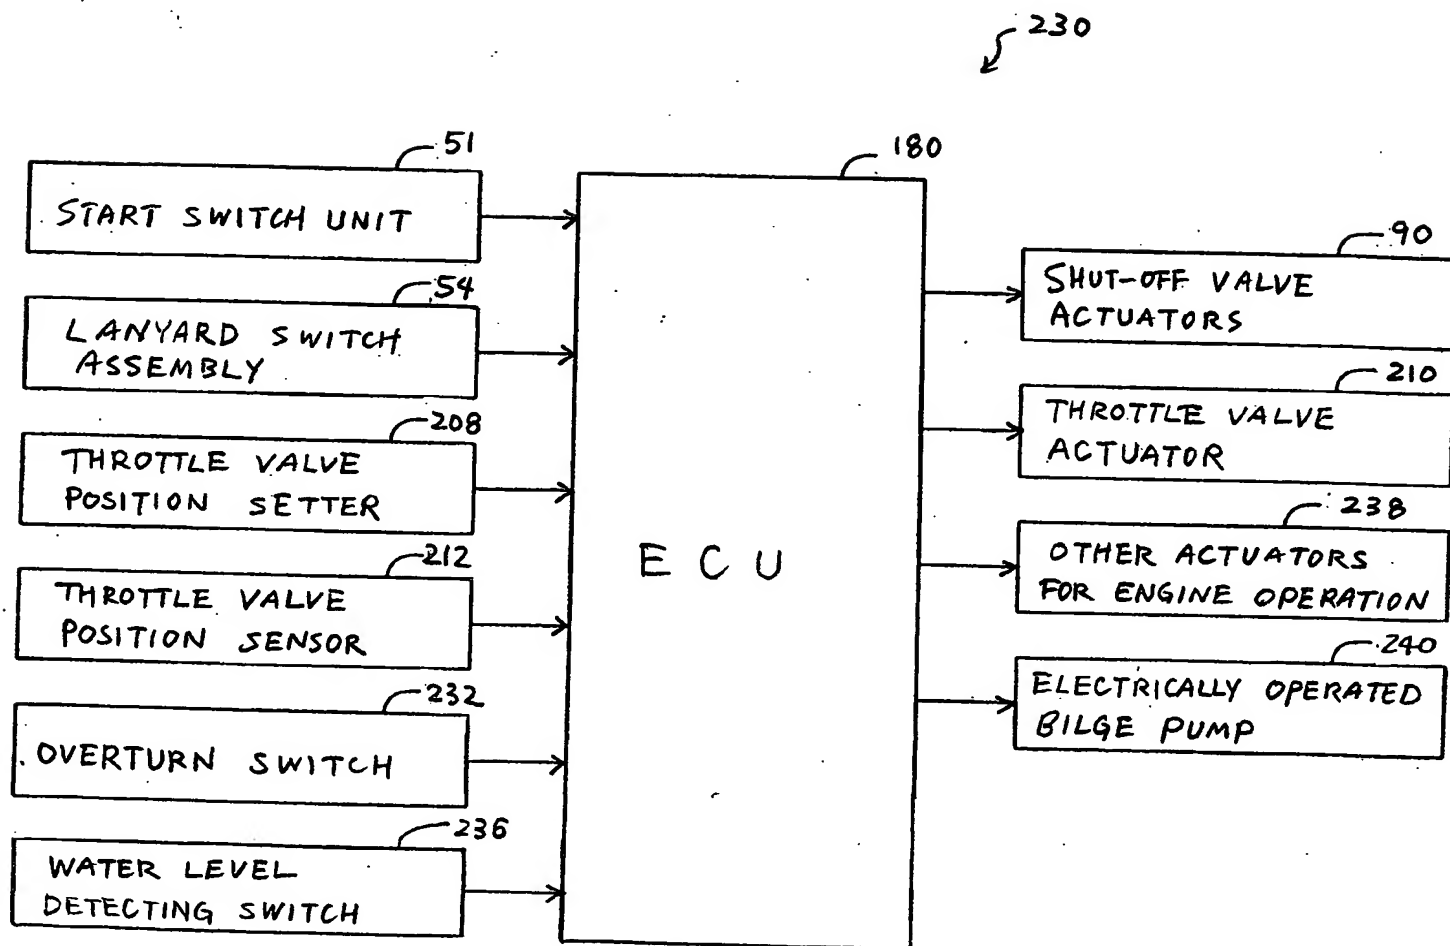 230
51
START SWITCH UNIT
54
LANYARD SWITCH
ASSEMBLY
208
THROTTLE VALVE
POSITION SETTER
212
THROTTLE VALVE
POSITION SENSOR
232
OVERTURN SWITCH
236
WATER LEVEL
DETECTING SWITCH
180
ECU
90
SHUT-OFF VALVE
ACTUATORS
210
THROTTLE VALVE
ACTUATOR
238
OTHER ACTUATORS
FOR ENGINE OPERATION
240
ELECTRICALLY OPERATED
BILGE PUMP